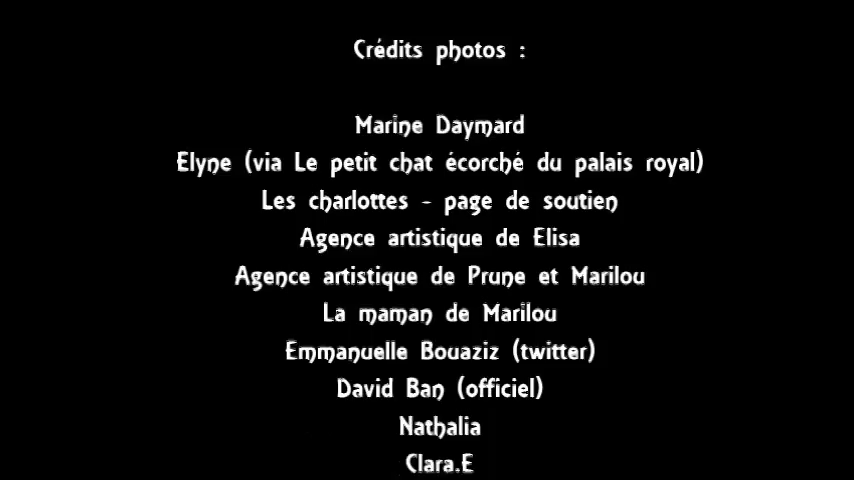 Crédits photos :
Marine Daymard
Elyne (via Le petit chat écorché du palais royal)
Les charlottes - page de soutien
Agence artistique de Elisa
Agence artistique de Prune et Marilou
La maman de Marilou
Emmanuelle Bouaziz (twitter)
David Ban (officiel)
Nathalia
Clara.E